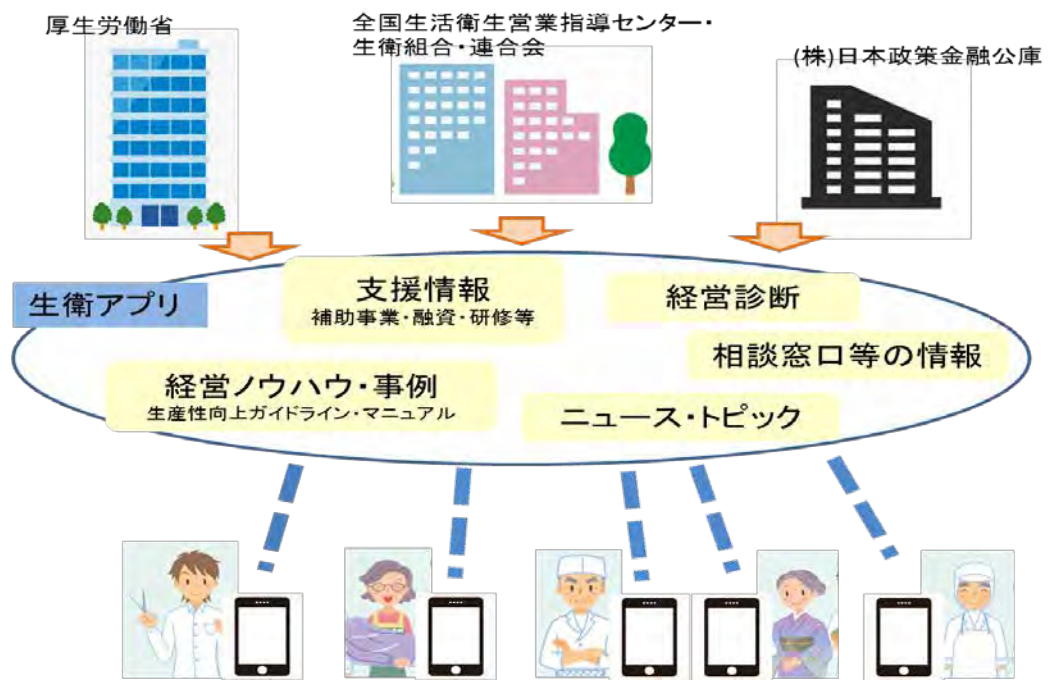 厚生労働省
全国生活衛生営業指導センター・
生衛組合・連合会
(株)日本政策金融公庫
生衛アプリ
支援情報
補助事業・融資・研修等
経営診断
相談窓口等の情報
経営ノウハウ・事例
生産性向上ガイドライン・マニュアル
ニュース・トピック